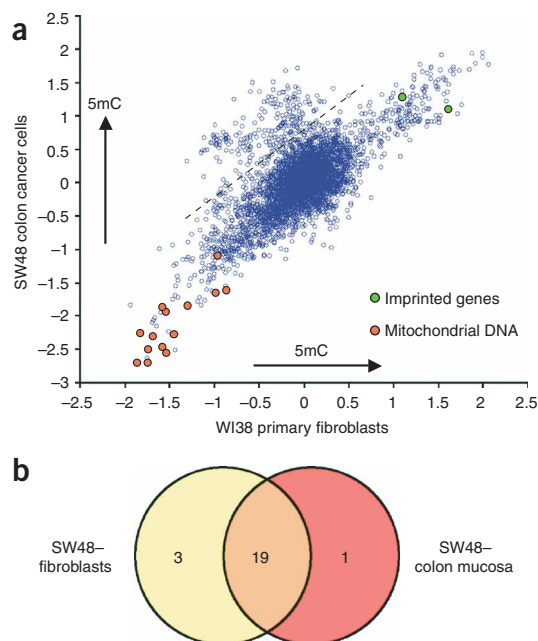 a
2.5
2
1.5
1
0.5
0
−0.5
−1
−1.5
−2
−2.5
−3
SW48 colon cancer cells
5mC
Imprinted genes
Mitochondrial DNA
5mC
−2.5 −2 −1.5 −1 −0.5 0 0.5 1 1.5 2 2.5
WI38 primary fibroblasts
b
SW48–
fibroblasts
3
19
1
SW48–
colon mucosa